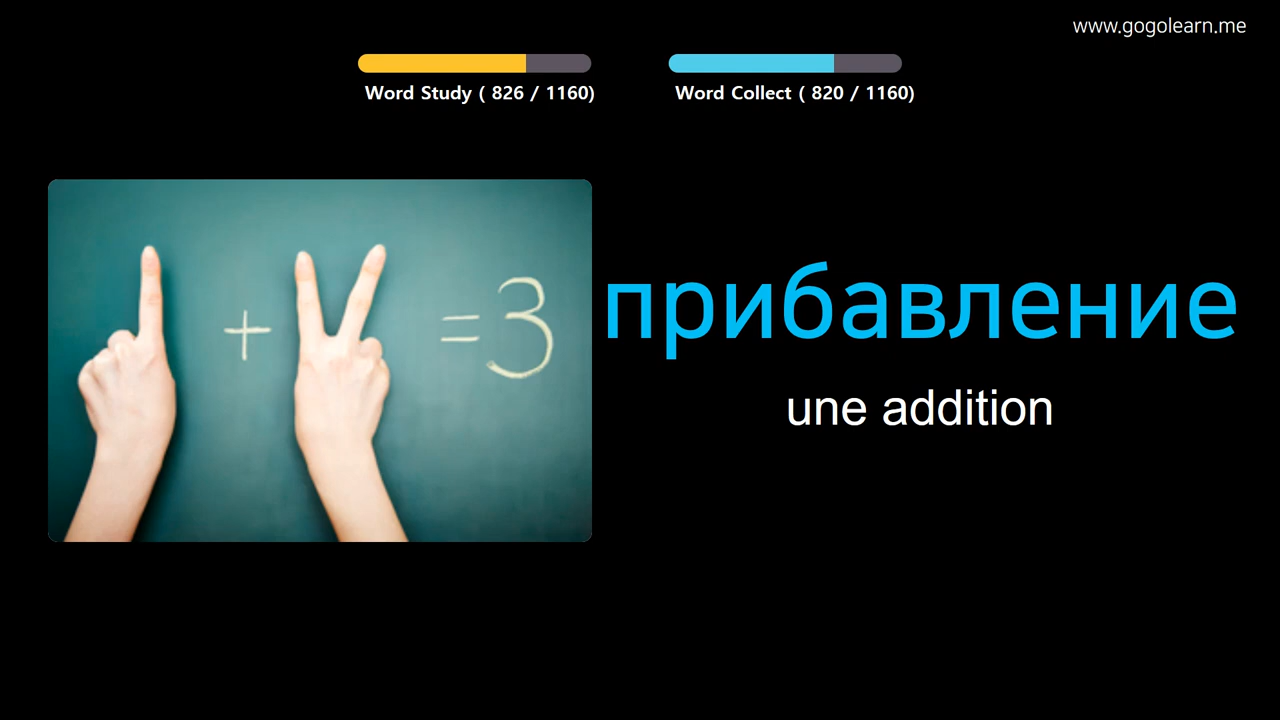 www.gogolearn.me
Word Study ( 826 / 1160)
Word Collect ( 820 / 1160)
+ = 3
прибавление
une addition